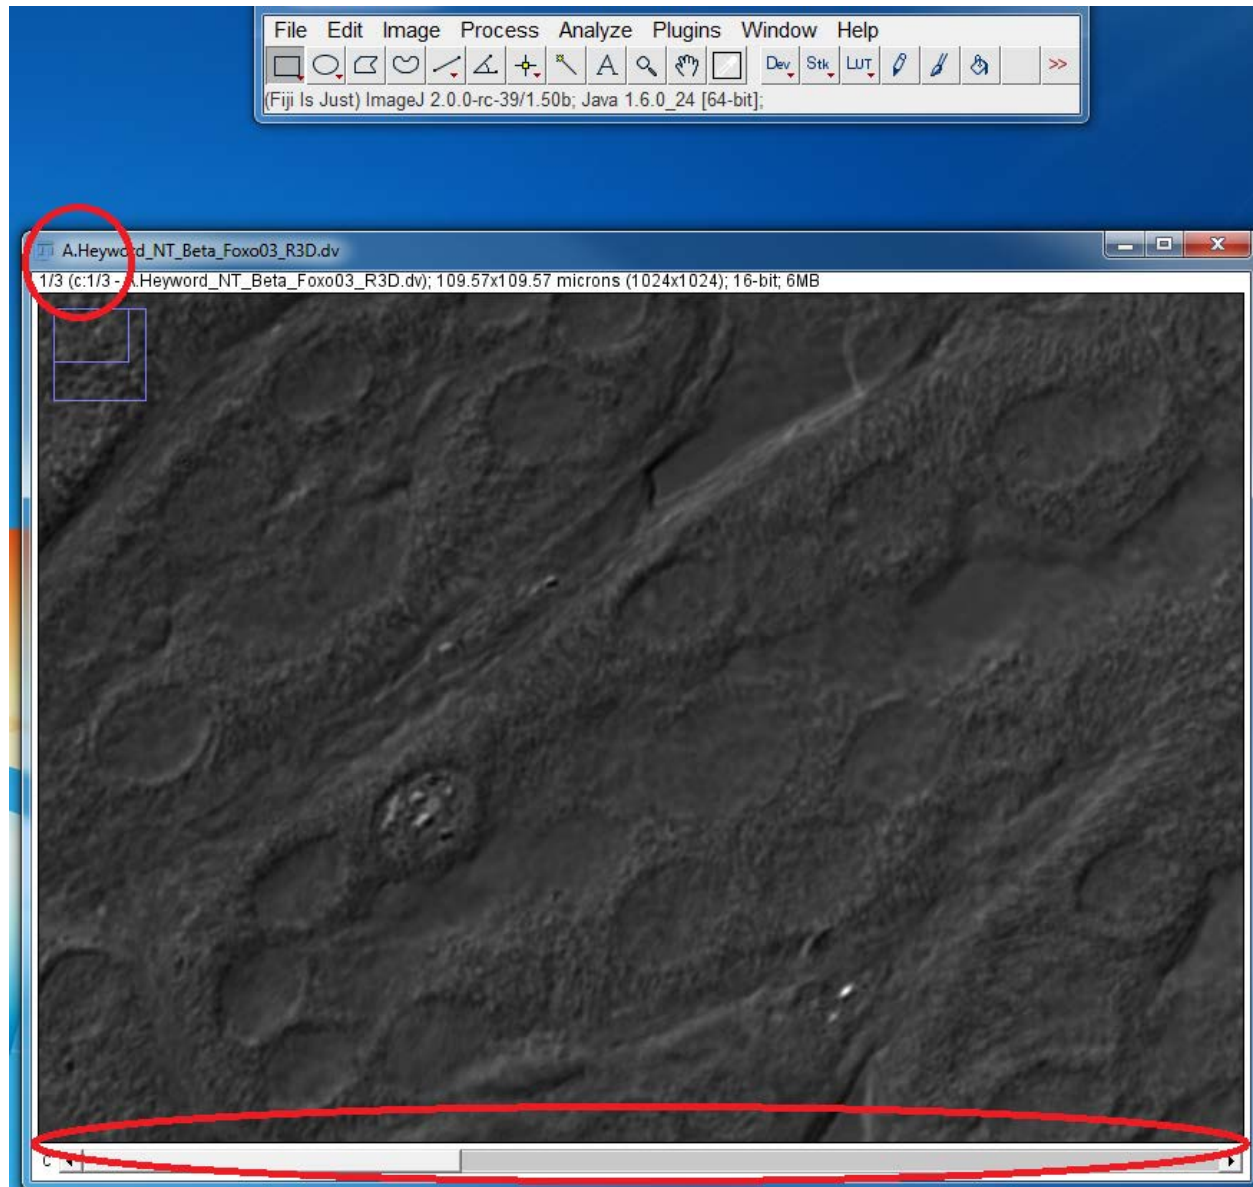 File Edit Image Process Analyze Plugins Window Help
A Dev Stk LUT >>
(Fiji Is Just) ImageJ 2.0.0-rc-39/1.50b; Java 1.6.0_24 [64-bit];
A.Heyword_NT_Beta_Foxo03_R3D.dv
1/3 (c:1/3 - A.Heyword_NT_Beta_Foxo03_R3D.dv); 109.57x109.57 microns (1024x1024); 16-bit; 6MB
c